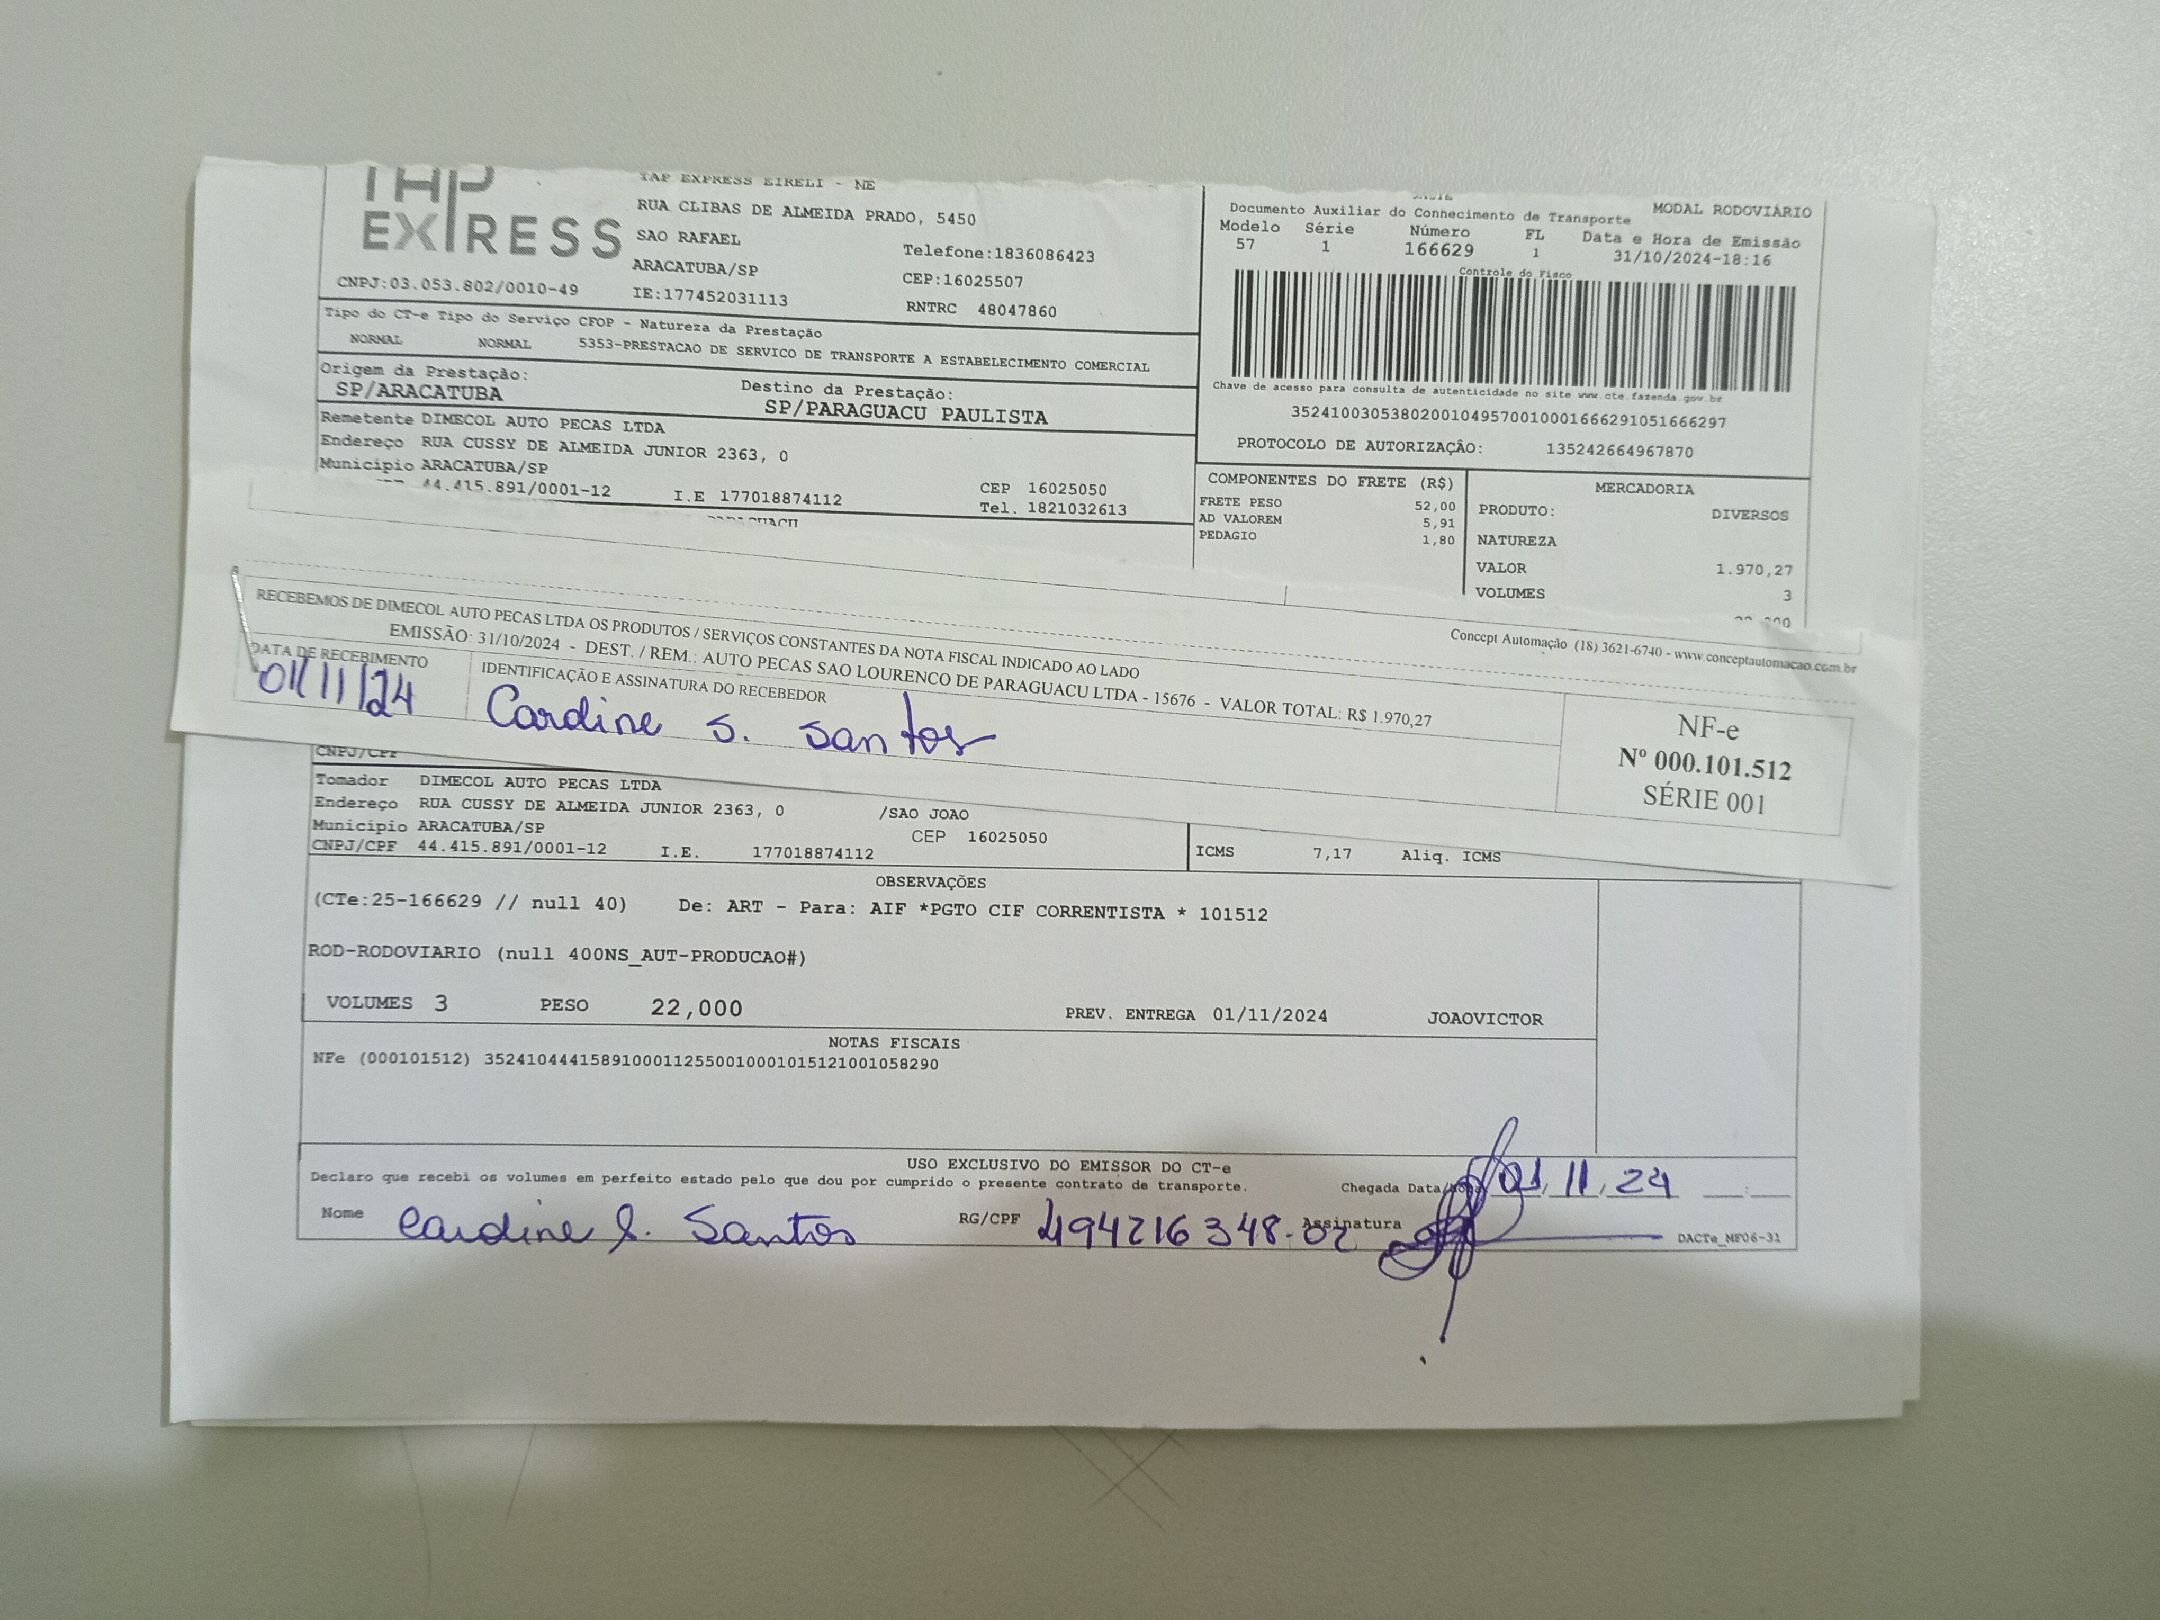 TAP EXPRESS EIRELI - NE
EXPRESS
RUA CLIBAS DE ALMEIDA PRADO, 5450
SAO RAFAEL
Telefone:1836086423
ARACATUBA/SP
CEP:16025507
CNPJ:03.053.802/0010-49
IE:177452031113
RNTRC 48047860
Documento Auxiliar do Conhecimento de Transporte
MODAL RODOVIÁRIO
Modelo Série Número FL Data e Hora de Emissão
57 1 166629 1 31/10/2024-18:16
Controle do Fisco
Chave de acesso para consulta de autenticidade no site www.cte.fazenda.gov.br
35241003053802001049570010001666291051666297
PROTOCOLO DE AUTORIZAÇÃO: 135242664967870
Tipo do CT-e Tipo do Serviço CFOP - Natureza da Prestação
NORMAL NORMAL 5353-PRESTACAO DE SERVICO DE TRANSPORTE A ESTABELECIMENTO COMERCIAL
Origem da Prestação: Destino da Prestação:
SP/ARACATUBA SP/PARAGUACU PAULISTA
Remetente DIMECOL AUTO PECAS LTDA
Endereço RUA CUSSY DE ALMEIDA JUNIOR 2363, 0
Município ARACATUBA/SP CEP 16025050
44.415.891/0001-12 I.E 177018874112 Tel. 1821032613
COMPONENTES DO FRETE (R$)
FRETE PESO 52,00
AD VALOREM 5,91
PEDAGIO 1,80
MERCADORIA
PRODUTO: DIVERSOS
NATUREZA
VALOR 1.970,27
VOLUMES 3
Concept Automação (18) 3621-6740 - www.conceptautomacao.com.br
RECEBEMOS DE DIMECOL AUTO PECAS LTDA OS PRODUTOS / SERVIÇOS CONSTANTES DA NOTA FISCAL INDICADO AO LADO
EMISSÃO: 31/10/2024 - DEST. / REM.: AUTO PECAS SAO LOURENCO DE PARAGUACU LTDA - 15676 - VALOR TOTAL: R$ 1.970,27
DATA DE RECEBIMENTO
01/11/24
IDENTIFICAÇÃO E ASSINATURA DO RECEBEDOR
Cardine S. Santos
NF-e
Nº 000.101.512
SÉRIE 001
CNPJ/CPF
Tomador DIMECOL AUTO PECAS LTDA
Endereço RUA CUSSY DE ALMEIDA JUNIOR 2363, 0 /SAO JOAO
Município ARACATUBA/SP CEP 16025050
CNPJ/CPF 44.415.891/0001-12 I.E. 177018874112
ICMS 7,17 Aliq. ICMS
OBSERVAÇÕES
(CTe:25-166629 // null 40) De: ART - Para: AIF *PGTO CIF CORRENTISTA * 101512
ROD-RODOVIARIO (null 400NS_AUT-PRODUCAO#)
VOLUMES 3 PESO 22,000 PREV. ENTREGA 01/11/2024 JOAOVICTOR
NOTAS FISCAIS
NFe (000101512) 35241044415891000112550010001015121001058290
USO EXCLUSIVO DO EMISSOR DO CT-e
Declaro que recebi os volumes em perfeito estado pelo que dou por cumprido o presente contrato de transporte.
Chegada Data/Hora 01/11/24
Nome Cardine S. Santos RG/CPF 494216348-02 Assinatura
DACTe_MF06-31